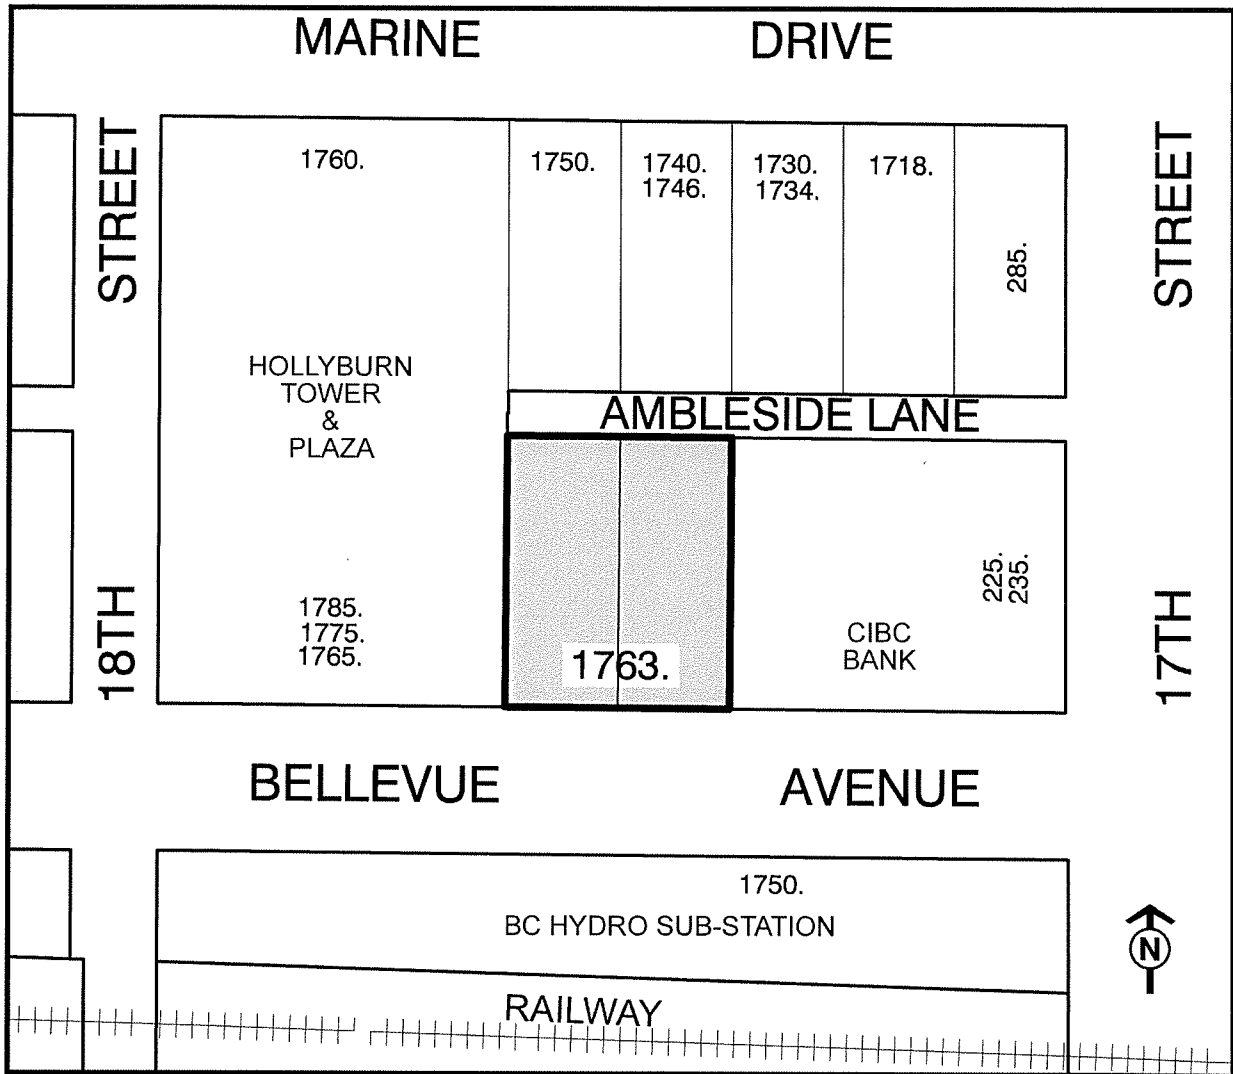 MARINE DRIVE
STREET
1760.
1750.
1740.
1746.
1730.
1734.
1718.
285.
STREET
HOLLYBURN
TOWER
&
PLAZA
AMBLESIDE LANE
18TH
1785.
1775.
1765.
1763.
CIBC
BANK
225.
235.
17TH
BELLEVUE AVENUE
1750.
BC HYDRO SUB-STATION
N
RAILWAY